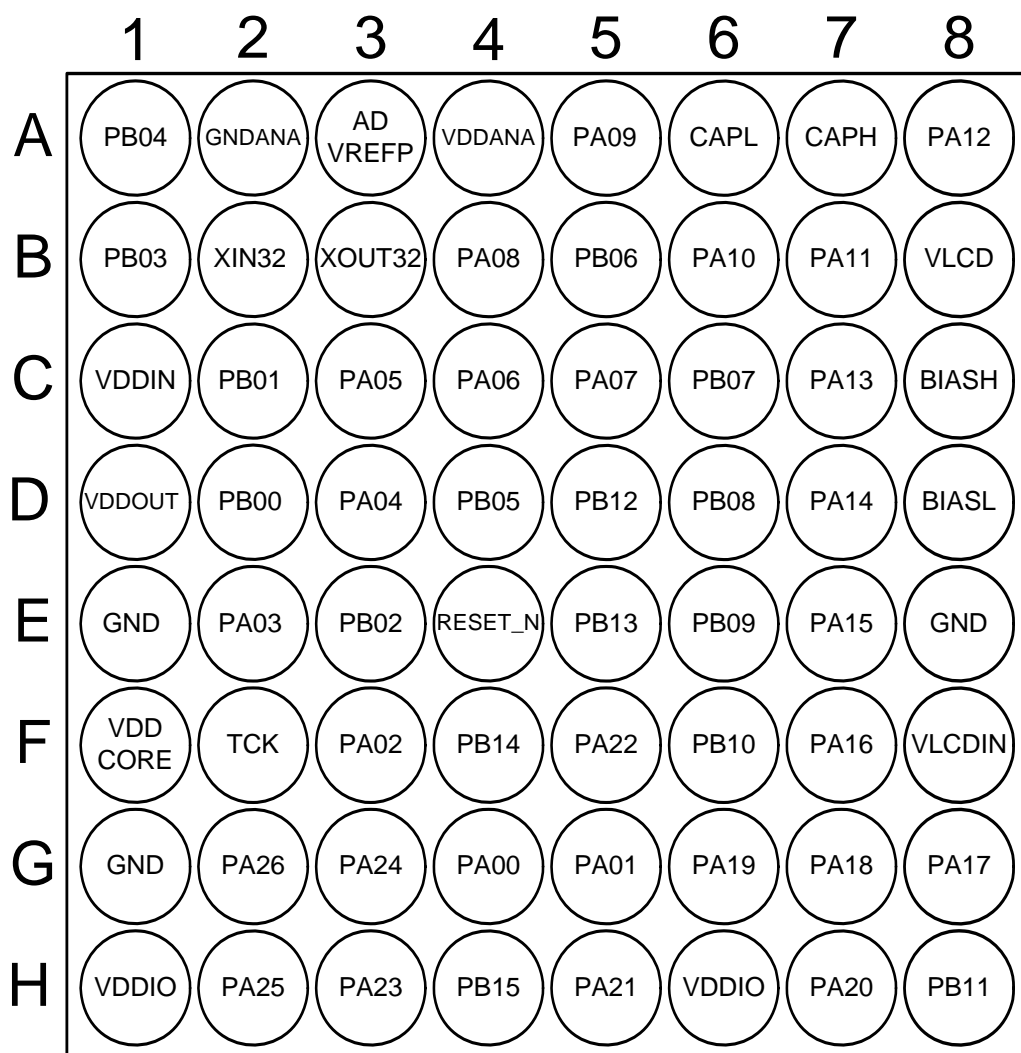 1 2 3 4 5 6 7 8
A PB04 GNDANA AD VREFP VDDANA PA09 CAPL CAPH PA12
B PB03 XIN32 XOUT32 PA08 PB06 PA10 PA11 VLCD
C VDDIN PB01 PA05 PA06 PA07 PB07 PA13 BIASH
D VDDOUT PB00 PA04 PB05 PB12 PB08 PA14 BIASL
E GND PA03 PB02 RESET_N PB13 PB09 PA15 GND
F VDD CORE TCK PA02 PB14 PA22 PB10 PA16 VLCDIN
G GND PA26 PA24 PA00 PA01 PA19 PA18 PA17
H VDDIO PA25 PA23 PB15 PA21 VDDIO PA20 PB11